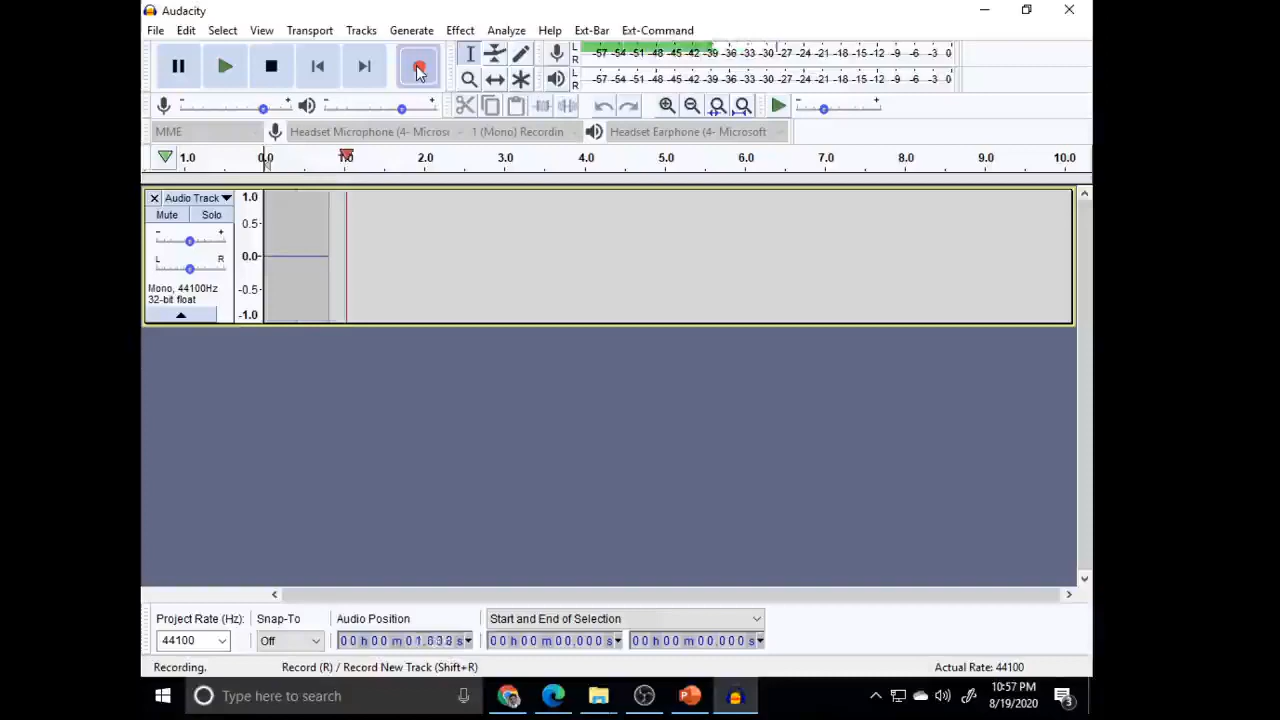 Audacity
File Edit Select View Transport Tracks Generate Effect Analyze Help Ext-Bar Ext-Command
L R -57 -54 -51 -48 -45 -42 -39 -36 -33 -30 -27 -24 -21 -18 -15 -12 -9 -6 -3 0
L R -57 -54 -51 -48 -45 -42 -39 -36 -33 -30 -27 -24 -21 -18 -15 -12 -9 -6 -3 0
MME Headset Microphone (4- Micros 1 (Mono) Recordin Headset Earphone (4- Microsoft
1.0 0.0 1.0 2.0 3.0 4.0 5.0 6.0 7.0 8.0 9.0 10.0
Audio Track 1.0
Mute Solo
0.5
- +
0.0
L R
Mono, 44100Hz
-0.5
32-bit float
-1.0
Project Rate (Hz): Snap-To Audio Position Start and End of Selection
44100 Off 00 h 00 m 00.000 s 00 h 00 m 00.000 s
Recording. Record (R) / Record New Track (Shift+R) Actual Rate: 44100
Type here to search
10:57 PM
8/19/2020
3